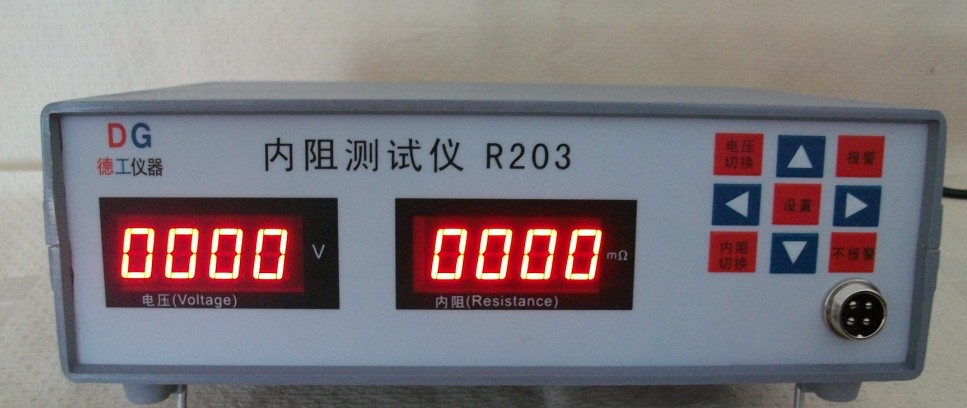 DG
德工仪器
内阻测试仪 R203
0000
V
电压(Voltage)
0000
mΩ
内阻(Resistance)
电压
切换
报警
设置
内阻
切换
不报警